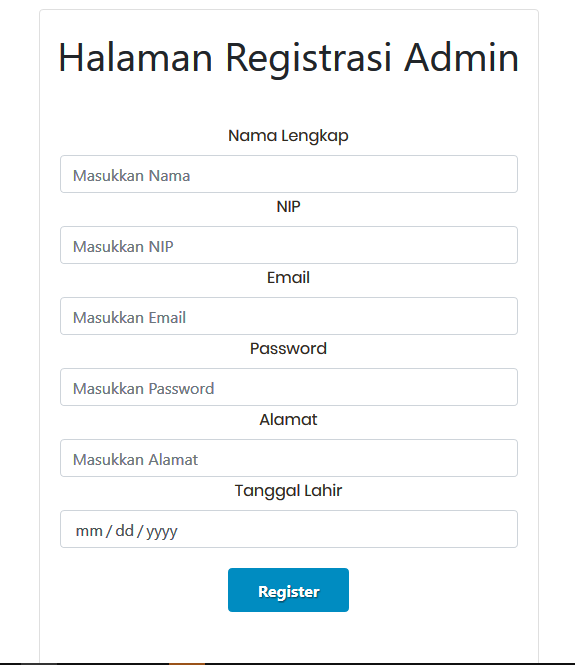 Halaman Registrasi Admin
Nama Lengkap
Masukkan Nama
NIP
Masukkan NIP
Email
Masukkan Email
Password
Masukkan Password
Alamat
Masukkan Alamat
Tanggal Lahir
mm/dd/yyyy
Register